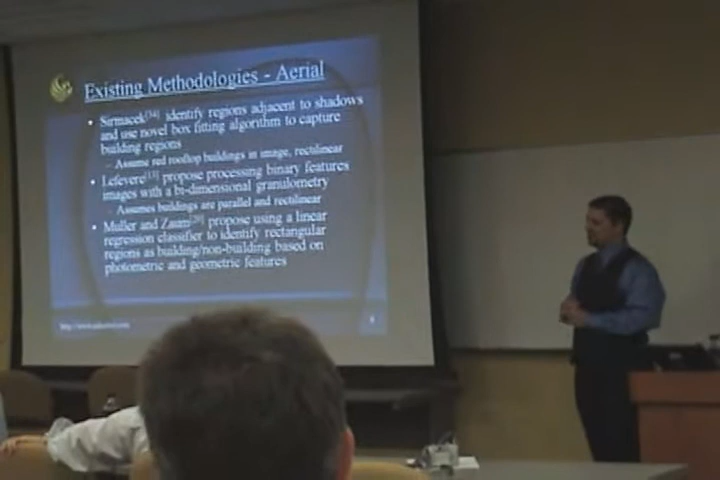 Existing Methodologies - Aerial
• Sirmacek[34] identify regions adjacent to shadows
and use novel box fitting algorithm to capture
building regions
– Assume red rooftop buildings in image, rectilinear
• Lefevere[13] propose processing binary features
images with a bi-dimensional granulometry
– Assumes buildings are parallel and rectilinear
• Muller and Zaum[20] propose using a linear
regression classifier to identify rectangular
regions as building/non-building based on
photometric and geometric features